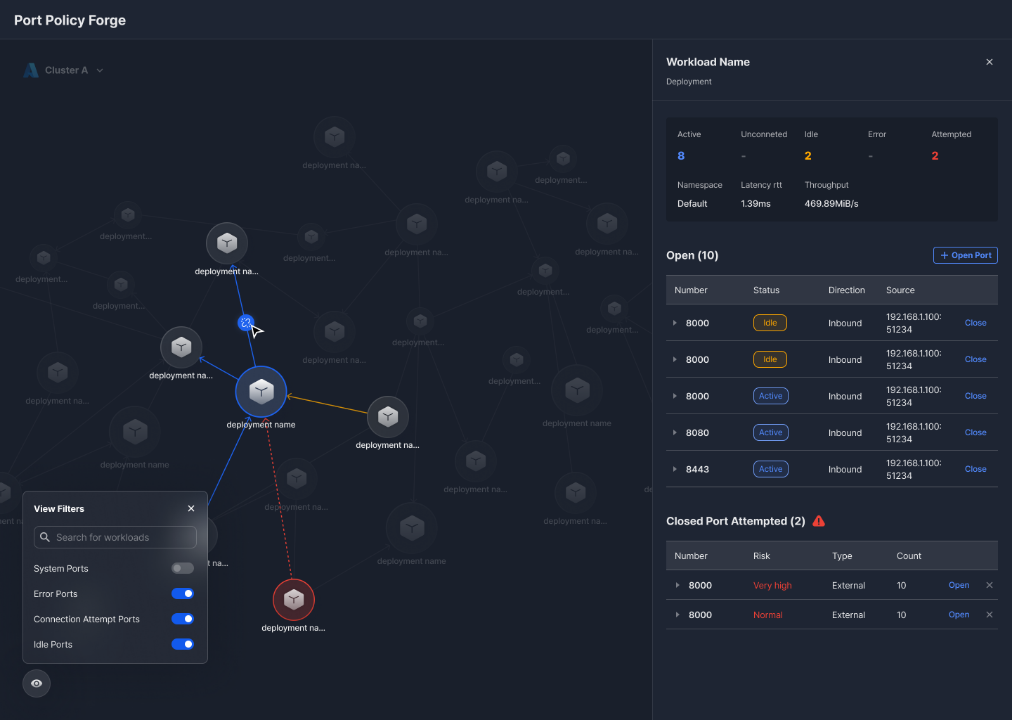 Port Policy Forge
Cluster A
deployment na...
deployment na...
deployment...
deployment...
deployment na...
deployment na...
deployment...
deployment na...
deployment...
deployment...
deployment...
deployment...
deployment na...
deployment...
deployment na...
deployment...
deployment na...
deployment name
deployment name
deployment na...
deployment name
deployment na...
deployment na...
deployment na...
deployment name
deployment na...
View Filters
Search for workloads
System Ports
Error Ports
Connection Attempt Ports
Idle Ports
Workload Name
Deployment
Active Unconneted Idle Error Attempted
8 - 2 - 2
Namespace Latency rtt Throughput
Default 1.39ms 469.89MiB/s
Open (10) + Open Port
Number Status Direction Source
8000 Idle Inbound 192.168.1.100:
51234 Close
8000 Idle Inbound 192.168.1.100:
51234 Close
8000 Active Inbound 192.168.1.100:
51234 Close
8080 Active Inbound 192.168.1.100:
51234 Close
8443 Active Inbound 192.168.1.100:
51234 Close
Closed Port Attempted (2)
Number Risk Type Count
8000 Very high External 10 Open
8000 Normal External 10 Open